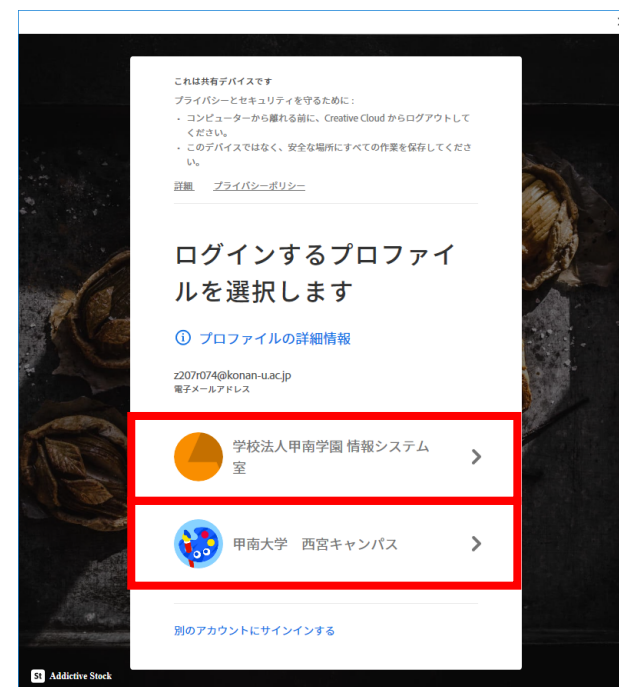 これは共有デバイスです
プライバシーとセキュリティを守るために :
・ コンピューターから離れる前に、Creative Cloud からログアウトして
ください。
・ このデバイスではなく、安全な場所にすべての作業を保存してくださ
い。
詳細 プライバシーポリシー
ログインするプロファイ
ルを選択します
プロファイルの詳細情報
z207r074@konan-u.ac.jp
電子メールアドレス
学校法人甲南学園 情報システム
室
甲南大学　西宮キャンパス
別のアカウントにサインインする
St Addictive Stock